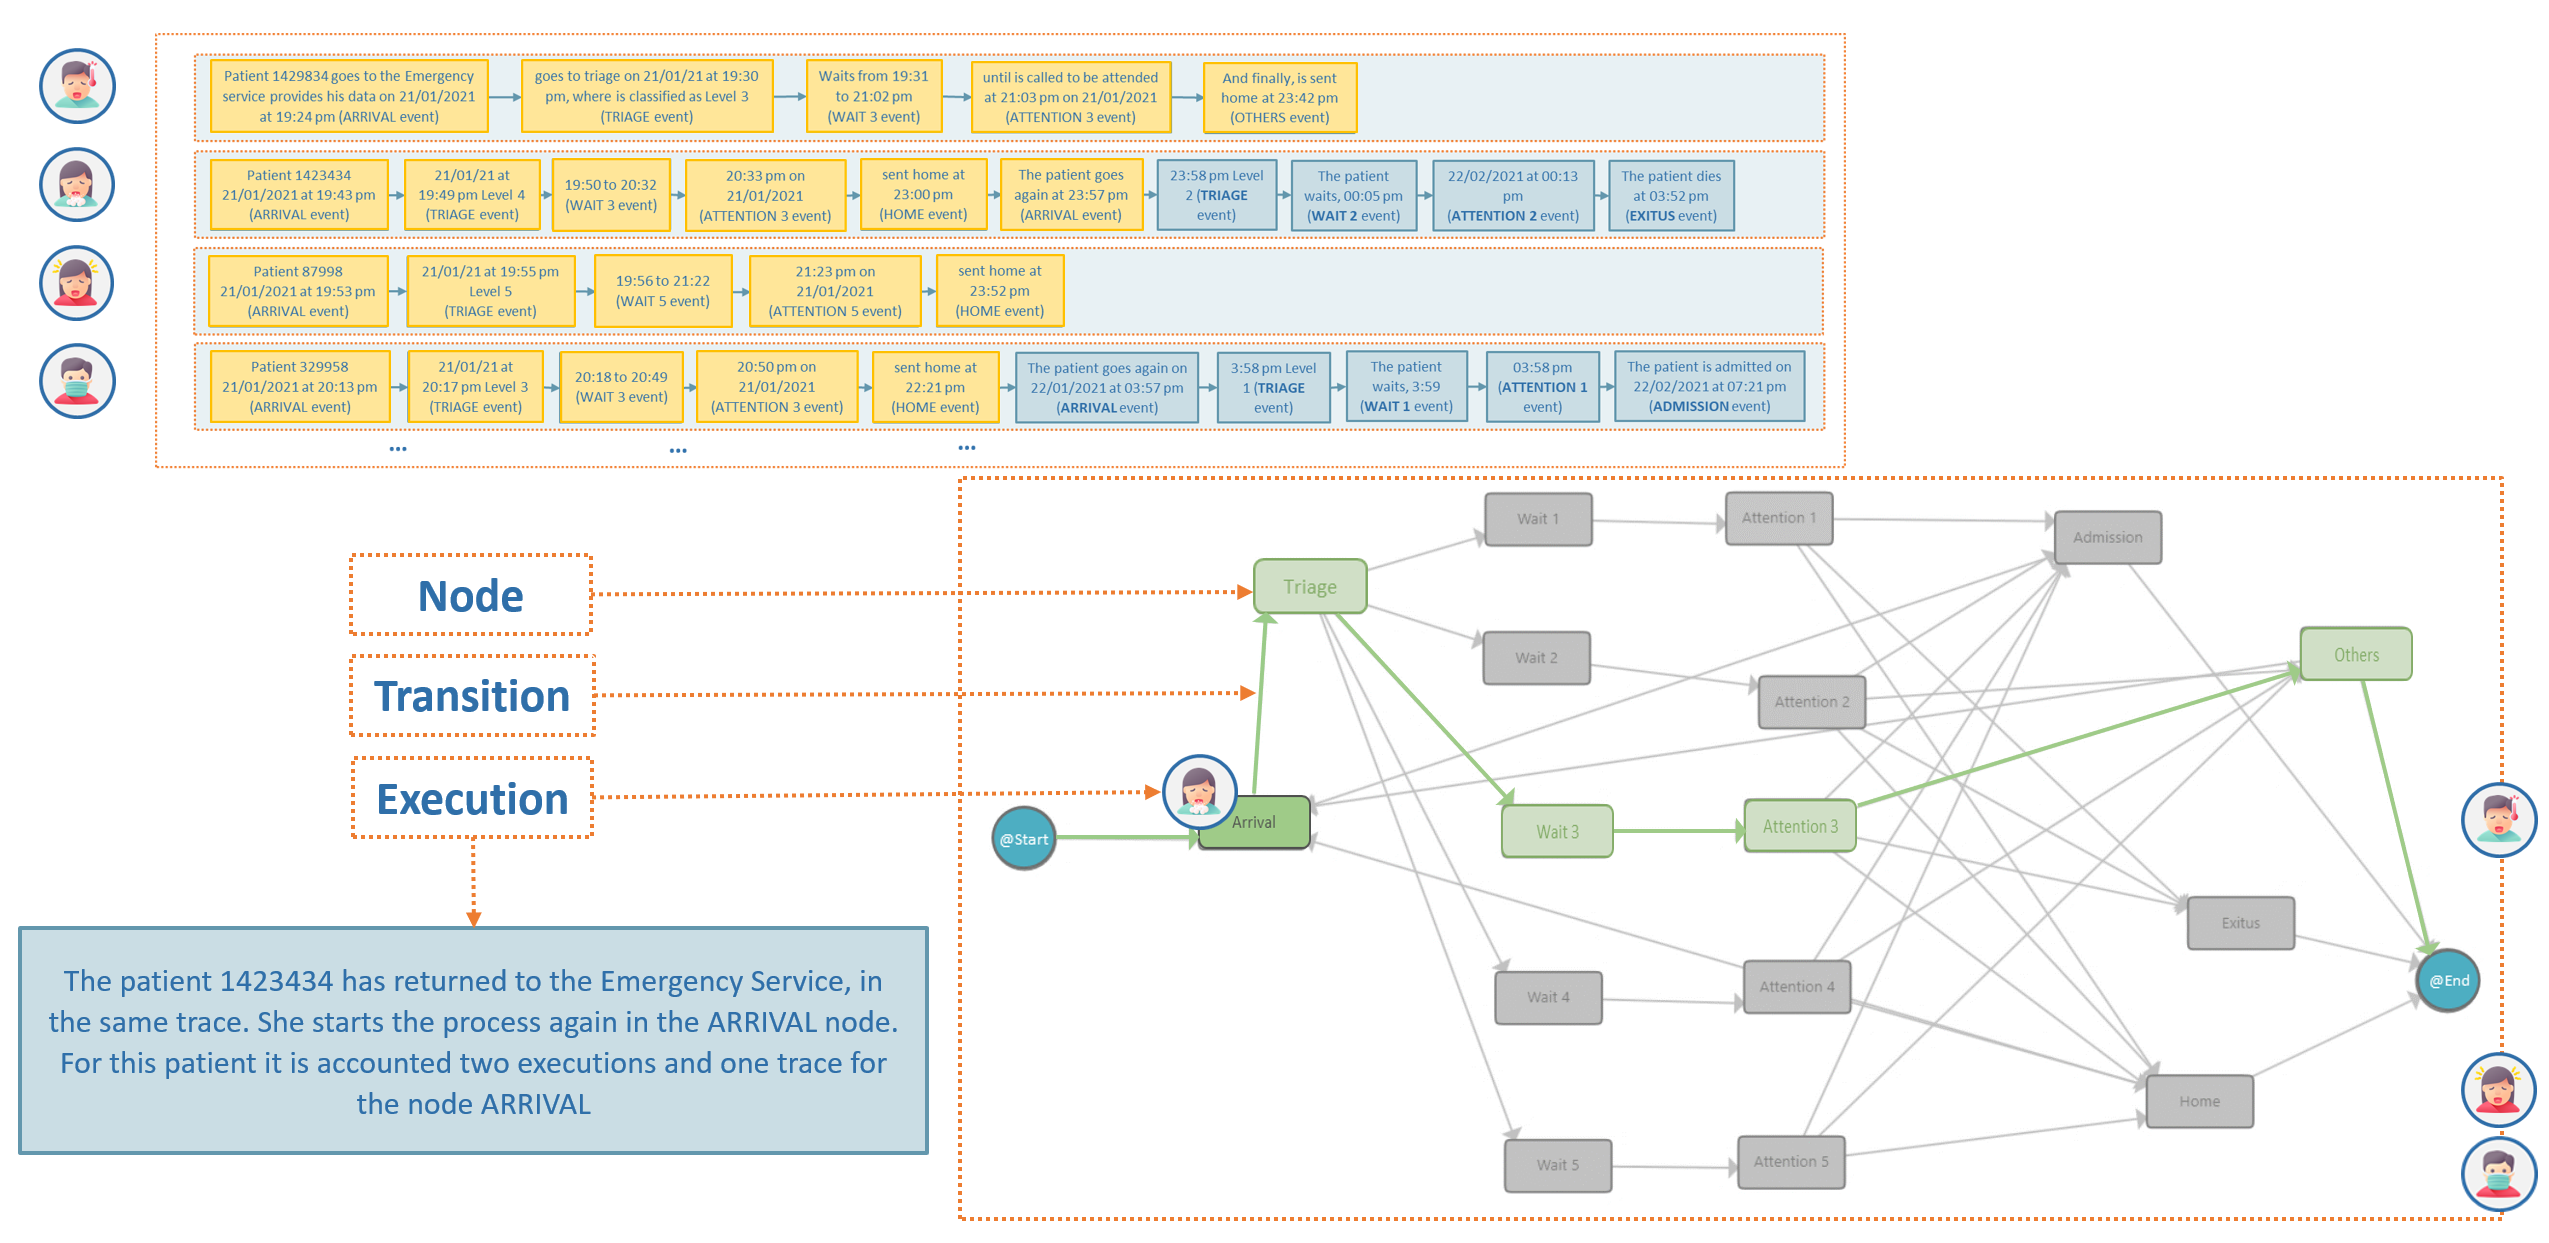 Patient 1429834 goes to the Emergency
service provides his data on 21/01/2021
at 19:24 pm (ARRIVAL event)
goes to triage on 21/01/21 at 19:30
pm, where is classified as Level 3
(TRIAGE event)
Waits from 19:31
to 21:02 pm
(WAIT 3 event)
until is called to be attended
at 21:03 pm on 21/01/2021
(ATTENTION 3 event)
And finally, is sent
home at 23:42 pm
(OTHERS event)
Patient 1423434
21/01/2021 at 19:43 pm
(ARRIVAL event)
21/01/21 at
19:49 pm Level 4
(TRIAGE event)
19:50 to 20:32
(WAIT 3 event)
20:33 pm on
21/01/2021
(ATTENTION 3 event)
sent home at
23:00 pm
(HOME event)
The patient goes
again at 23:57 pm
(ARRIVAL event)
23:58 pm Level
2 (TRIAGE
event)
The patient
waits, 00:05 pm
(WAIT 2 event)
22/02/2021 at 00:13
pm
(ATTENTION 2 event)
The patient dies
at 03:52 pm
(EXITUS event)
Patient 87998
21/01/2021 at 19:53 pm
(ARRIVAL event)
21/01/21 at 19:55 pm
Level 5
(TRIAGE event)
19:56 to 21:22
(WAIT 5 event)
21:23 pm on
21/01/2021
(ATTENTION 5 event)
sent home at
23:52 pm
(HOME event)
Patient 329958
21/01/2021 at 20:13 pm
(ARRIVAL event)
21/01/21 at
20:17 pm Level 3
(TRIAGE event)
20:18 to 20:49
(WAIT 3 event)
20:50 pm on
21/01/2021
(ATTENTION 3 event)
sent home at
22:21 pm
(HOME event)
The patient goes again on
22/01/2021 at 03:57 pm
(ARRIVAL event)
3:58 pm Level
1 (TRIAGE
event)
The patient
waits, 3:59
(WAIT 1 event)
03:58 pm
(ATTENTION 1
event)
The patient is admitted on
22/02/2021 at 07:21 pm
(ADMISSION event)
... ... ...
Node
Transition
Execution
The patient 1423434 has returned to the Emergency Service, in
the same trace. She starts the process again in the ARRIVAL node.
For this patient it is accounted two executions and one trace for
the node ARRIVAL
@Start
Arrival
Triage
Wait 1
Wait 2
Wait 3
Wait 4
Wait 5
Attention 1
Attention 2
Attention 3
Attention 4
Attention 5
Admission
Others
Exitus
Home
@End